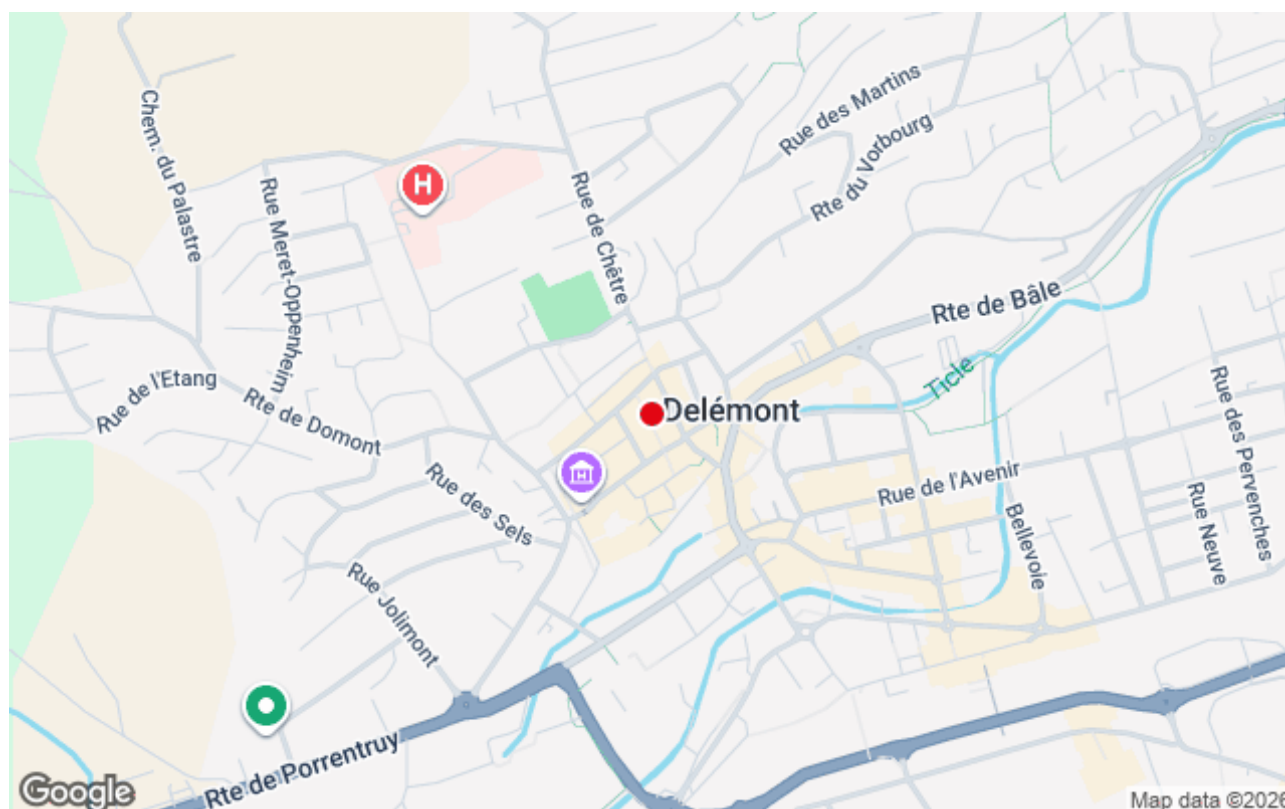 Chem. du Palastre
Rue Meret-Oppenheim
H
Rue de Chêtre
Rue des Martins
Rte du Vorbourg
Rte de Bâle
Ticle
Rue de l'Etang
Rte de Domont
Delémont
Rue des Sels
Rue de l'Avenir
Bellevoie
Rue Neuve
Rue des Pervenches
Rue Jolimont
Rte de Porrentruy
Google
Map data ©2026